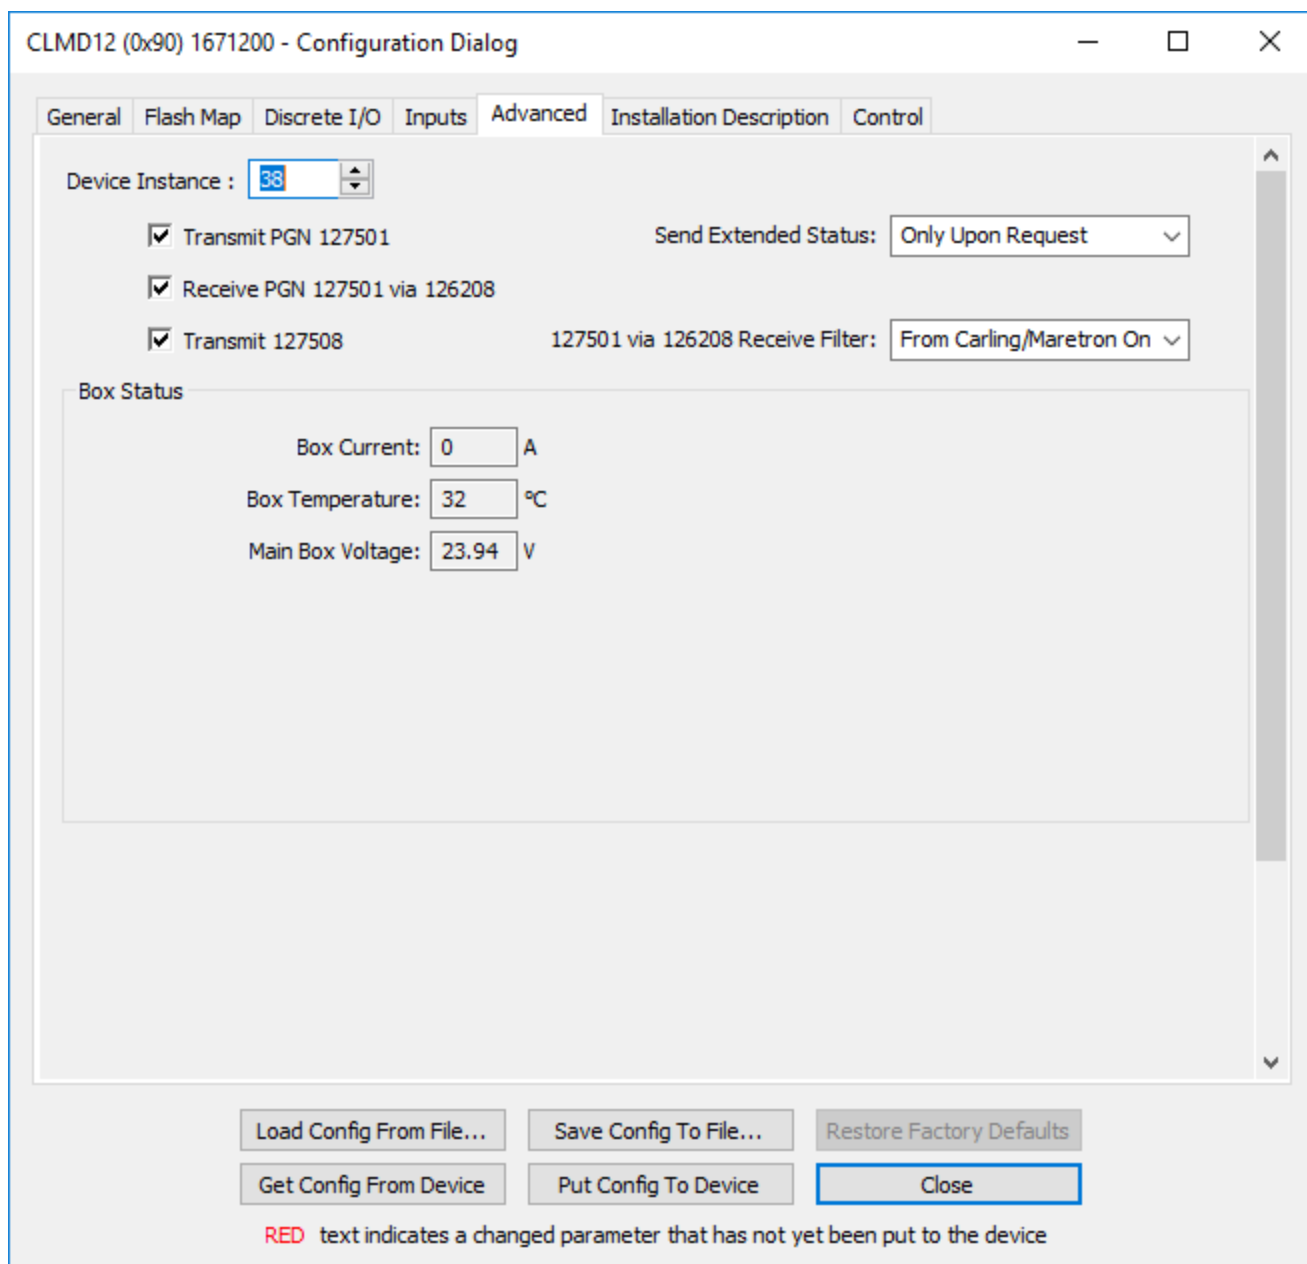 CLMD12 (0x90) 1671200 - Configuration Dialog
General Flash Map Discrete I/O Inputs Advanced Installation Description Control
Device Instance : 38
Transmit PGN 127501 Send Extended Status: Only Upon Request
Receive PGN 127501 via 126208
Transmit 127508 127501 via 126208 Receive Filter: From Carling/Maretron On
Box Status
Box Current: 0 A
Box Temperature: 32 °C
Main Box Voltage: 23.94 V
Load Config From File... Save Config To File... Restore Factory Defaults
Get Config From Device Put Config To Device Close
RED text indicates a changed parameter that has not yet been put to the device